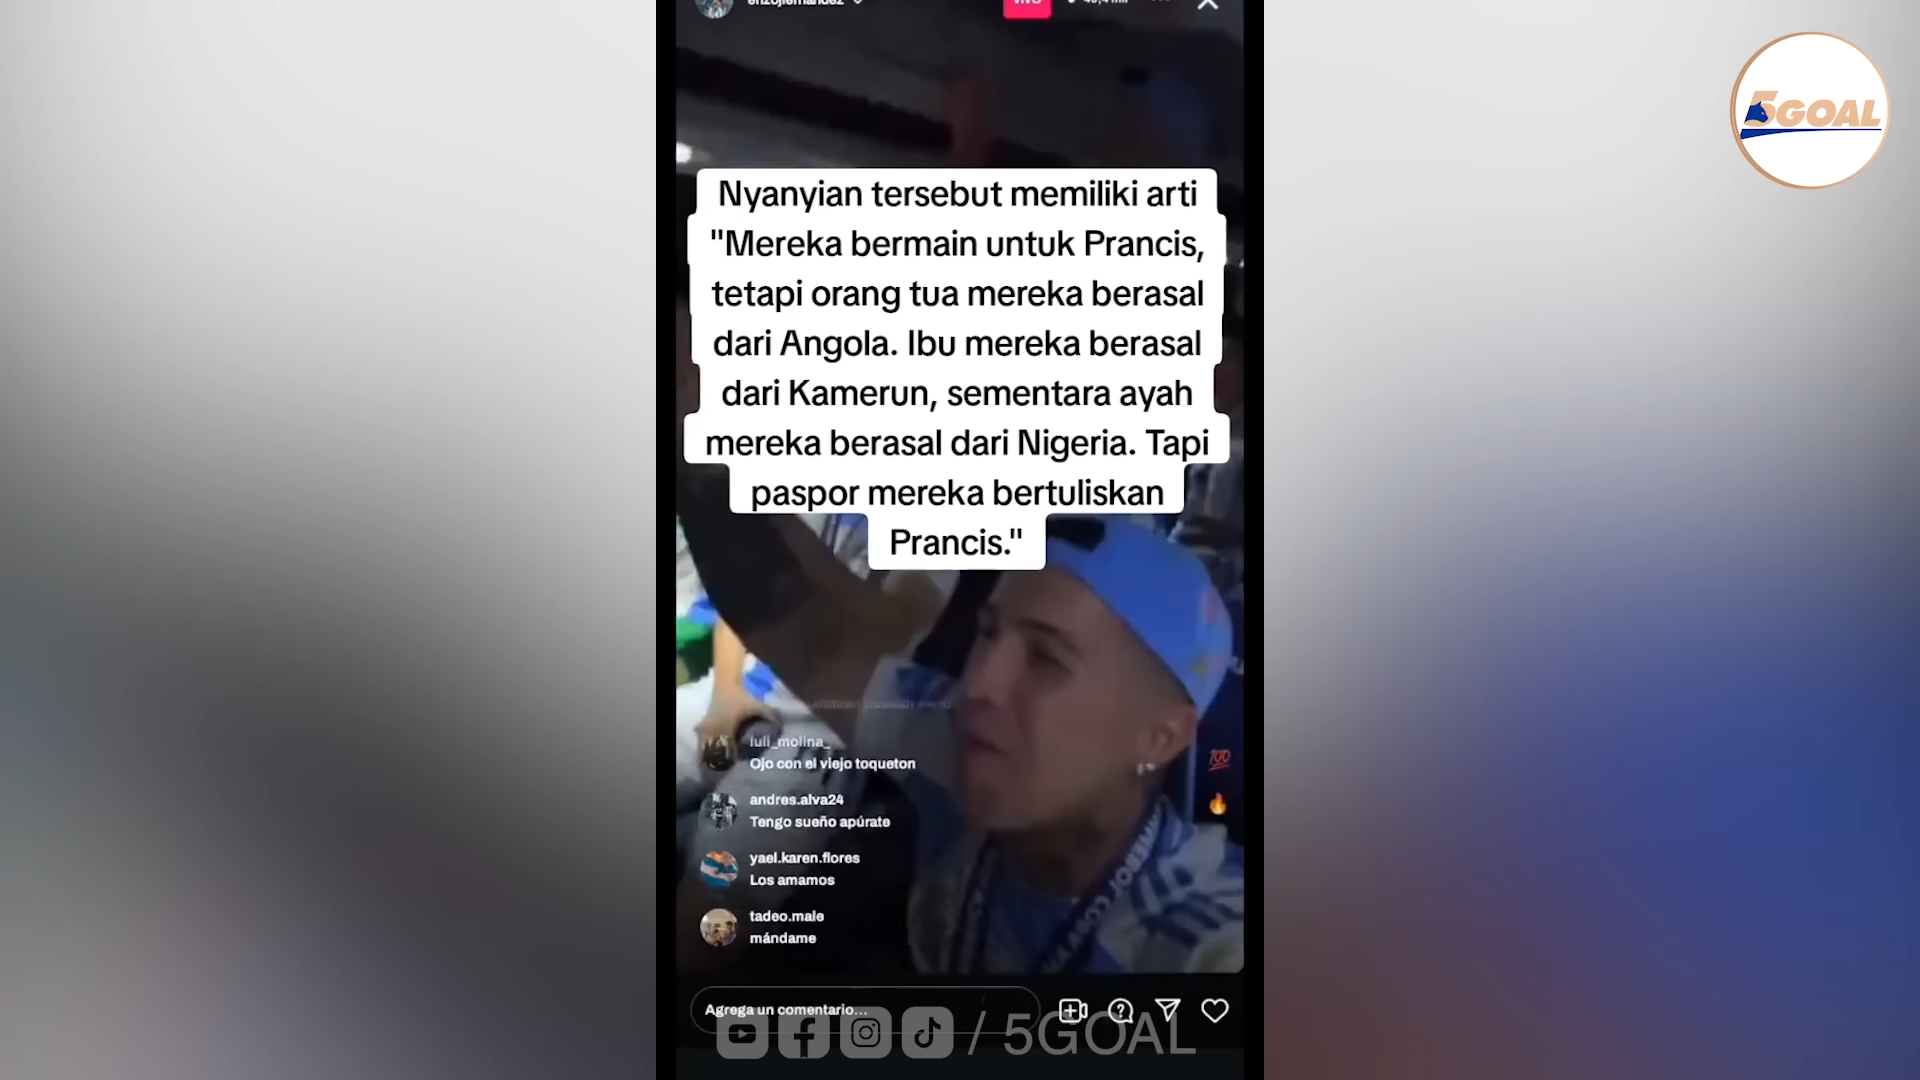 enzojfernandez
VIVO
5GOAL
Nyanyian tersebut memiliki arti
"Mereka bermain untuk Prancis,
tetapi orang tua mereka berasal
dari Angola. Ibu mereka berasal
dari Kamerun, sementara ayah
mereka berasal dari Nigeria. Tapi
paspor mereka bertuliskan
Prancis."
luli_molina_
Ojo con el viejo toqueton
andres.alva24
Tengo sueño apúrate
yael.karen.flores
Los amamos
tadeo.male
mándame
Agrega un comentario...
/ 5GOAL